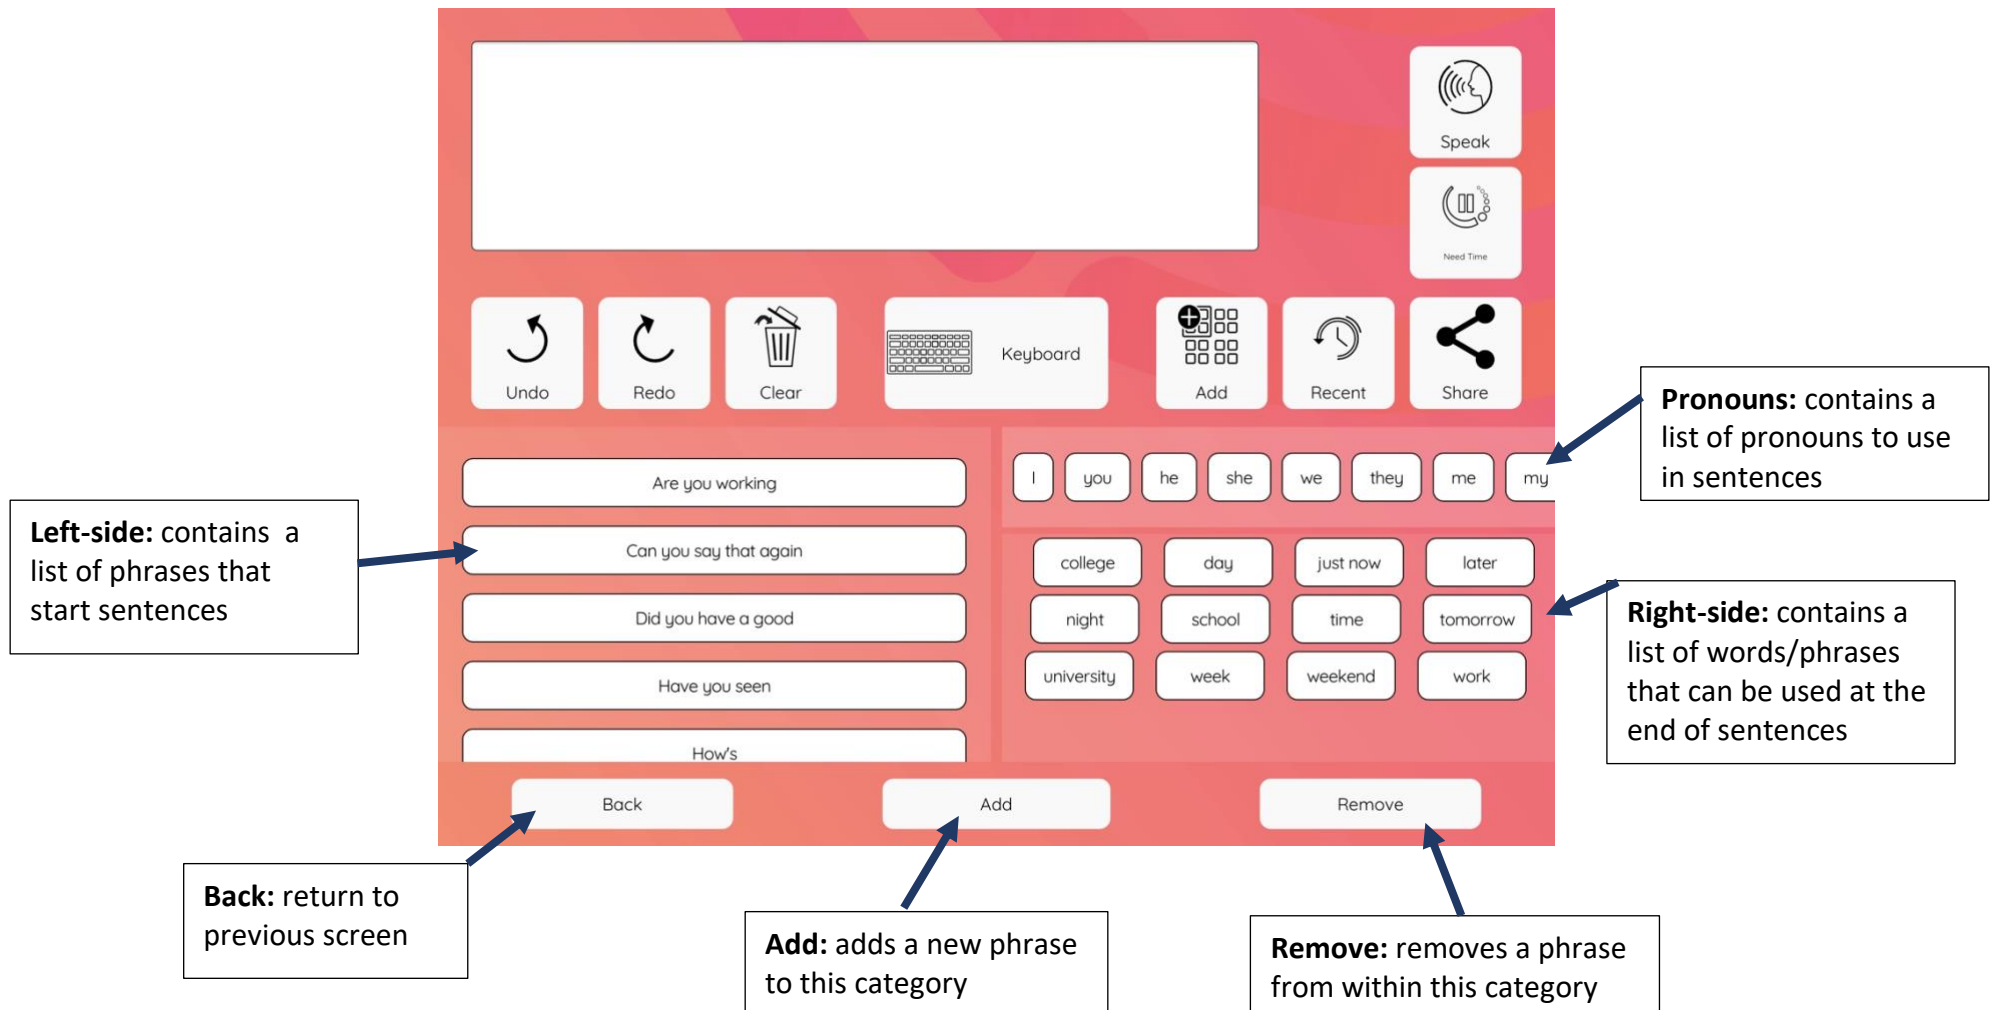 Speak
Need Time
Undo
Redo
Clear
Keyboard
Add
Recent
Share
Pronouns: contains a
list of pronouns to use
in sentences
Left-side: contains a
list of phrases that
start sentences
Are you working
Can you say that again
Did you have a good
Have you seen
How's
I you he she we they me my
college day just now later
night school time tomorrow
university week weekend work
Right-side: contains a
list of words/phrases
that can be used at the
end of sentences
Back
Add
Remove
Back: return to
previous screen
Add: adds a new phrase
to this category
Remove: removes a phrase
from within this category